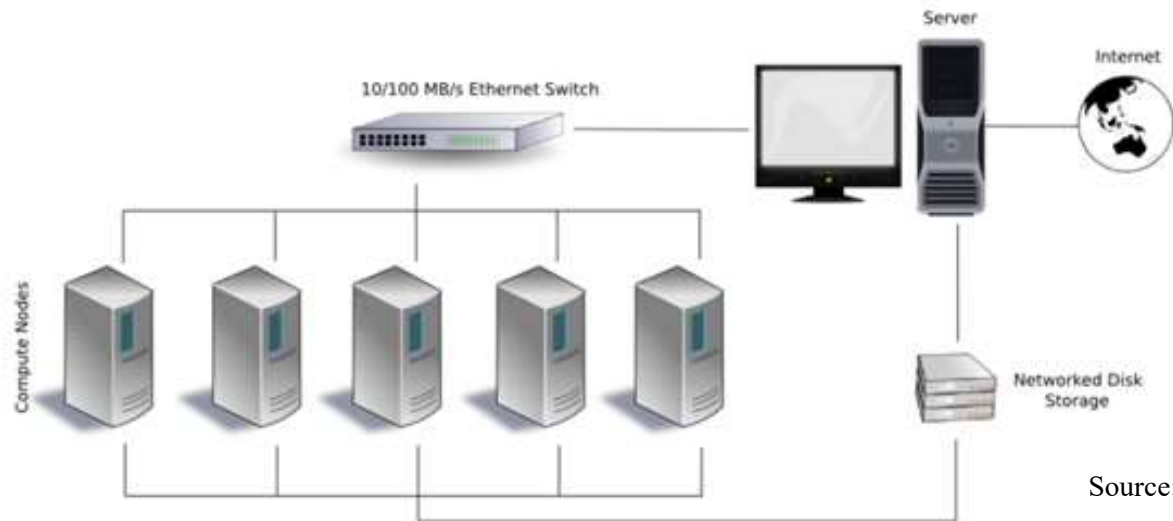 Server
Internet
10/100 MB/s Ethernet Switch
Compute Nodes
Networked Disk
Storage
Source